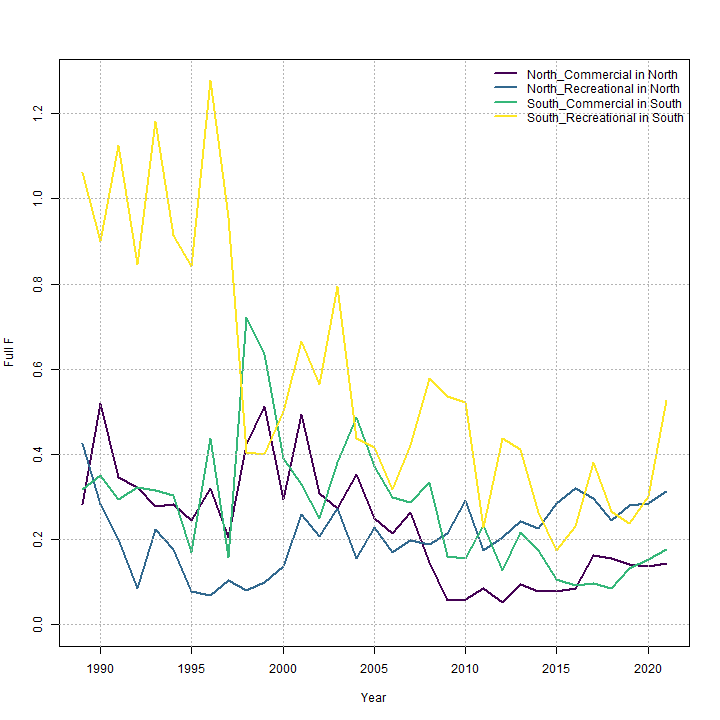 North_Commercial in North
North_Recreational in North
South_Commercial in South
South_Recreational in South
Full F
0.0
0.2
0.4
0.6
0.8
1.0
1.2
1990
1995
2000
2005
2010
2015
2020
Year